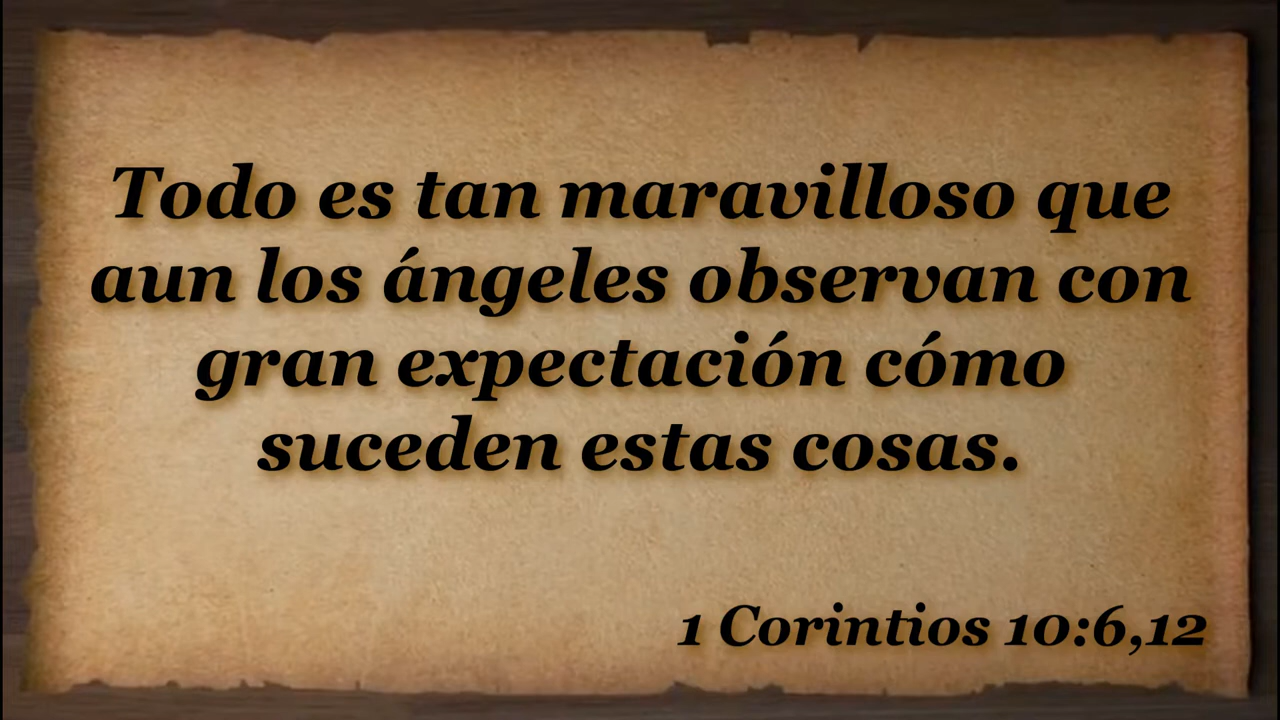 Todo es tan maravilloso que
aun los ángeles observan con
gran expectación cómo
suceden estas cosas.
1 Corintios 10:6,12